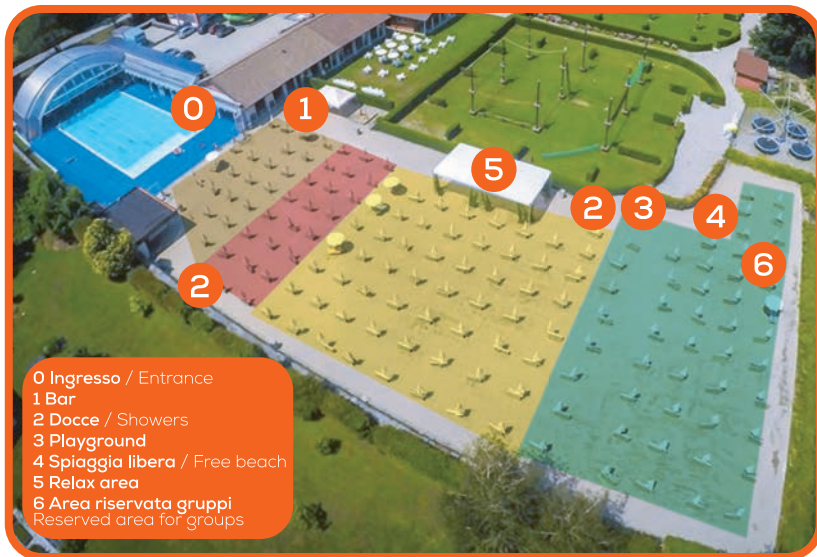 0
1
5
2
3
4
6
2
0 Ingresso / Entrance
1 Bar
2 Docce / Showers
3 Playground
4 Spiaggia libera / Free beach
5 Relax area
6 Area riservata gruppi
Reserved area for groups